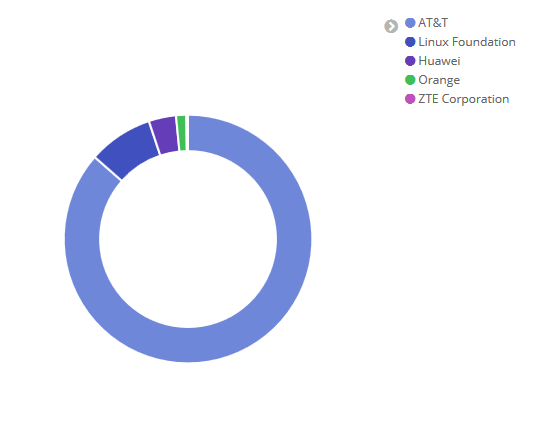 AT&T
Linux Foundation
Huawei
Orange
ZTE Corporation